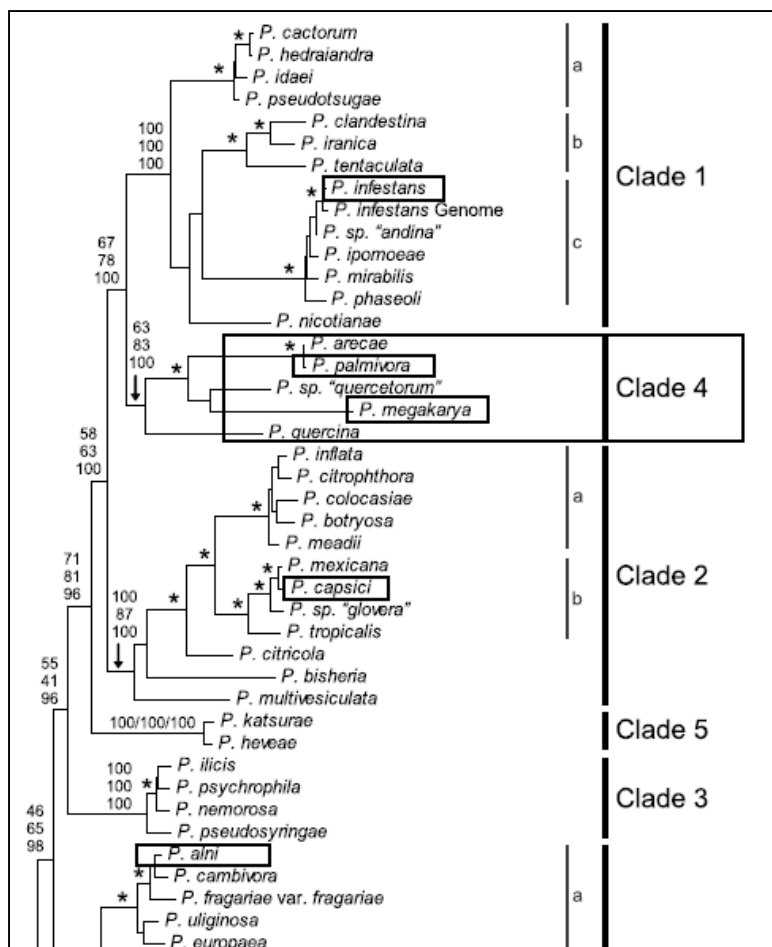 P. cactorum
P. hedraiandra
P. idaei
P. pseudotsugae
a
100
100
100
P. clandestina
P. iranica
P. tentaculata
b
Clade 1
P. infestans
P. infestans Genome
P. sp. "andina"
P. ipomoeae
P. mirabilis
P. phaseoli
c
67
78
100
P. nicotianae
63
83
100
P. arecae
P. palmivora
P. sp. "quercetorum"
P. megakarya
P. quercina
Clade 4
58
63
100
P. inflata
P. citrophthora
P. colocasiae
P. botryosa
P. meadii
a
Clade 2
P. mexicana
P. capsici
P. sp. "glovera"
P. tropicalis
b
71
81
96
100
87
100
P. citricola
P. bisheria
P. multivesiculata
55
41
96
100/100/100
P. katsurae
P. heveae
Clade 5
100
100
100
P. ilicis
P. psychrophila
P. nemorosa
P. pseudosyringae
Clade 3
46
65
98
P. alni
P. cambivora
P. fragariae var. fragariae
P. uliginosa
P. europaea
a